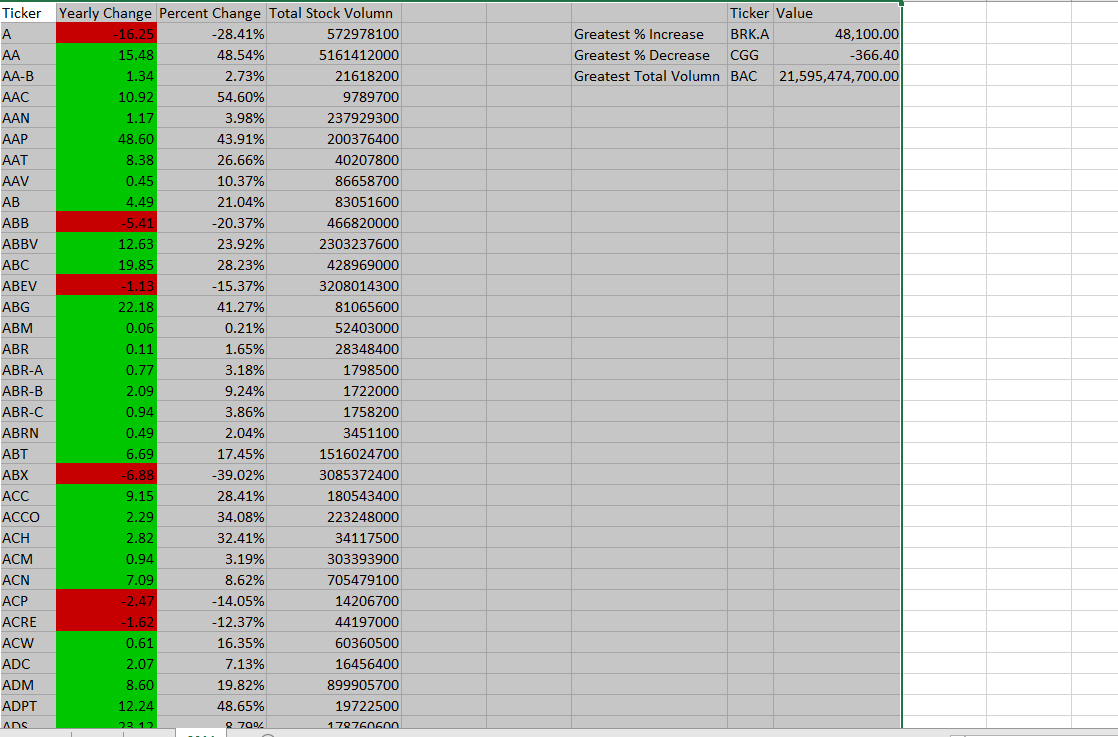 Ticker Yearly Change Percent Change Total Stock Volumn Ticker Value
A -16.25 -28.41% 572978100 Greatest % Increase BRK.A 48,100.00
AA 15.48 48.54% 5161412000 Greatest % Decrease CGG -366.40
AA-B 1.34 2.73% 21618200 Greatest Total Volumn BAC 21,595,474,700.00
AAC 10.92 54.60% 9789700
AAN 1.17 3.98% 237929300
AAP 48.60 43.91% 200376400
AAT 8.38 26.66% 40207800
AAV 0.45 10.37% 86658700
AB 4.49 21.04% 83051600
ABB -5.41 -20.37% 466820000
ABBV 12.63 23.92% 2303237600
ABC 19.85 28.23% 428969000
ABEV -1.13 -15.37% 3208014300
ABG 22.18 41.27% 81065600
ABM 0.06 0.21% 52403000
ABR 0.11 1.65% 28348400
ABR-A 0.77 3.18% 1798500
ABR-B 2.09 9.24% 1722000
ABR-C 0.94 3.86% 1758200
ABRN 0.49 2.04% 3451100
ABT 6.69 17.45% 1516024700
ABX -6.88 -39.02% 3085372400
ACC 9.15 28.41% 180543400
ACCO 2.29 34.08% 223248000
ACH 2.82 32.41% 34117500
ACM 0.94 3.19% 303393900
ACN 7.09 8.62% 705479100
ACP -2.47 -14.05% 14206700
ACRE -1.62 -12.37% 44197000
ACW 0.61 16.35% 60360500
ADC 2.07 7.13% 16456400
ADM 8.60 19.82% 899905700
ADPT 12.24 48.65% 19722500
ADS 23.12 8.79% 178760600